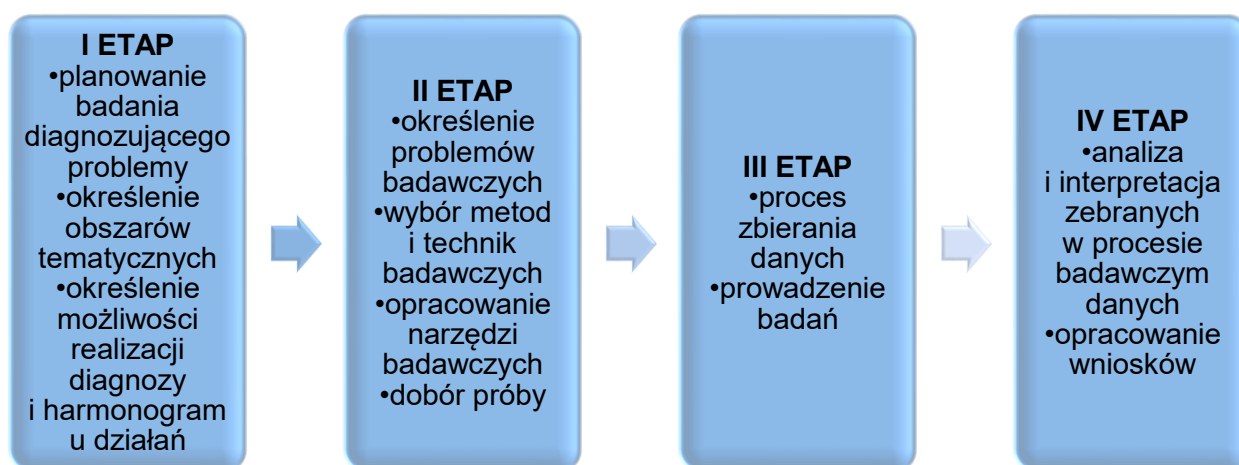 I ETAP
•planowanie
badania
diagnozującego
problemy
•określenie
obszarów
tematycznych
•określenie
możliwości
realizacji
diagnozy
i harmonogram
u działań
II ETAP
•określenie
problemów
badawczych
•wybór metod
i technik
badawczych
•opracowanie
narzędzi
badawczych
•dobór próby
III ETAP
•proces
zbierania
danych
•prowadzenie
badań
IV ETAP
•analiza
i interpretacja
zebranych
w procesie
badawczym
danych
•opracowanie
wniosków